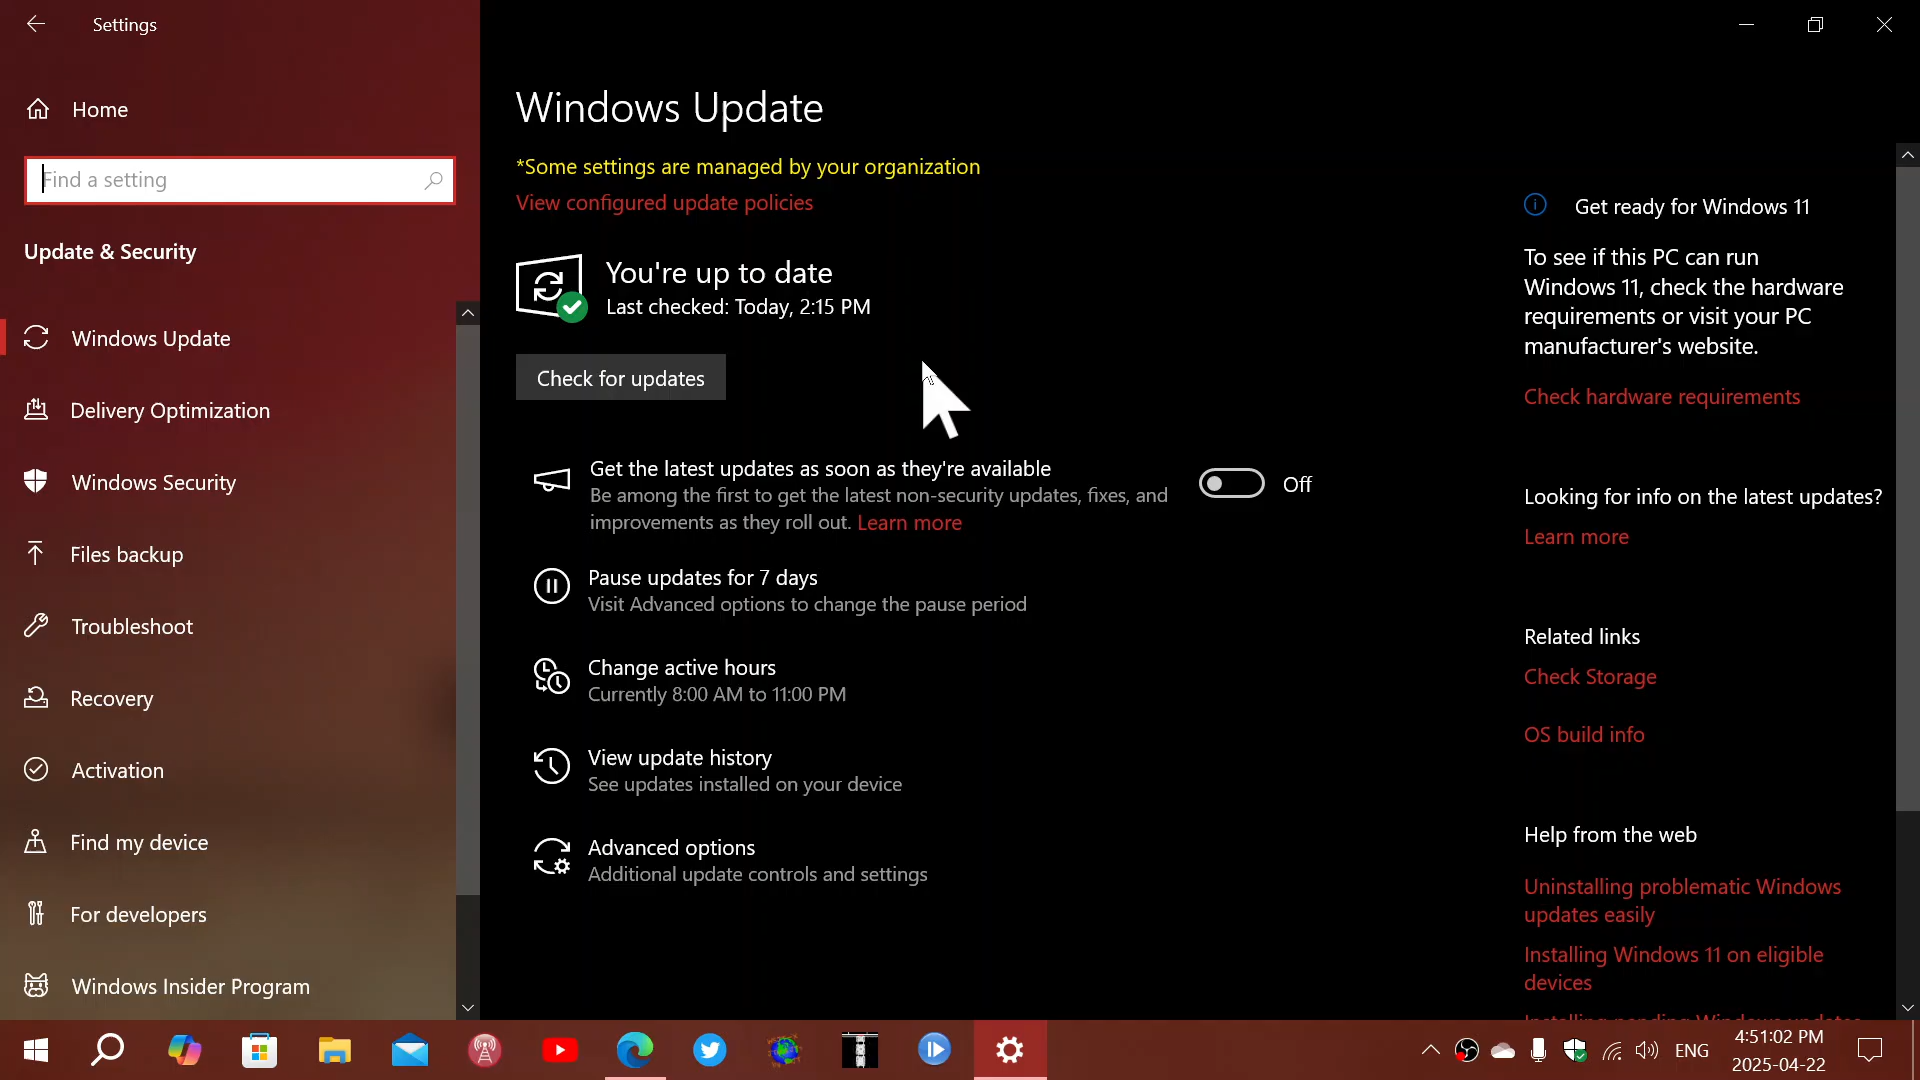 Settings
Home
Find a setting
Update & Security
Windows Update
Delivery Optimization
Windows Security
Files backup
Troubleshoot
Recovery
Activation
Find my device
For developers
Windows Insider Program
Windows Update
*Some settings are managed by your organization
View configured update policies
You're up to date
Last checked: Today, 2:15 PM
Check for updates
Get the latest updates as soon as they're available
Be among the first to get the latest non-security updates, fixes, and
improvements as they roll out. Learn more
Off
Pause updates for 7 days
Visit Advanced options to change the pause period
Change active hours
Currently 8:00 AM to 11:00 PM
View update history
See updates installed on your device
Advanced options
Additional update controls and settings
Get ready for Windows 11
To see if this PC can run
Windows 11, check the hardware
requirements or visit your PC
manufacturer's website.
Check hardware requirements
Looking for info on the latest updates?
Learn more
Related links
Check Storage
OS build info
Help from the web
Uninstalling problematic Windows
updates easily
Installing Windows 11 on eligible
devices
Installing pending Windows updates
ENG
4:51:02 PM
2025-04-22